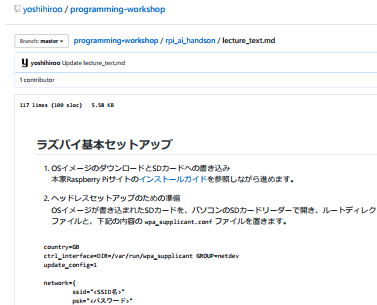 yoshihiroo / programming-workshop
Branch: master
programming-workshop / rpi_ai_handson / lecture_text.md
yoshihiroo Update lecture_text.md
1 contributor
117 lines (100 sloc) 5.58 KB
ラズパイ基本セットアップ
1. OSイメージのダウンロードとSDカードへの書き込み
本家Raspberry Piサイトのインストールガイドを参照しながら進めます。
2. ヘッドレスセットアップのための準備
OSイメージが書き込まれたSDカードを、パソコンのSDカードリーダーで開き、ルートディレク
ファイルと、下記の内容の wpa_supplicant.conf ファイルを置きます。
country=GB
ctrl_interface=DIR=/var/run/wpa_supplicant GROUP=netdev
update_config=1
network={
ssid="<SSID名>"
psk="<パスワード>"